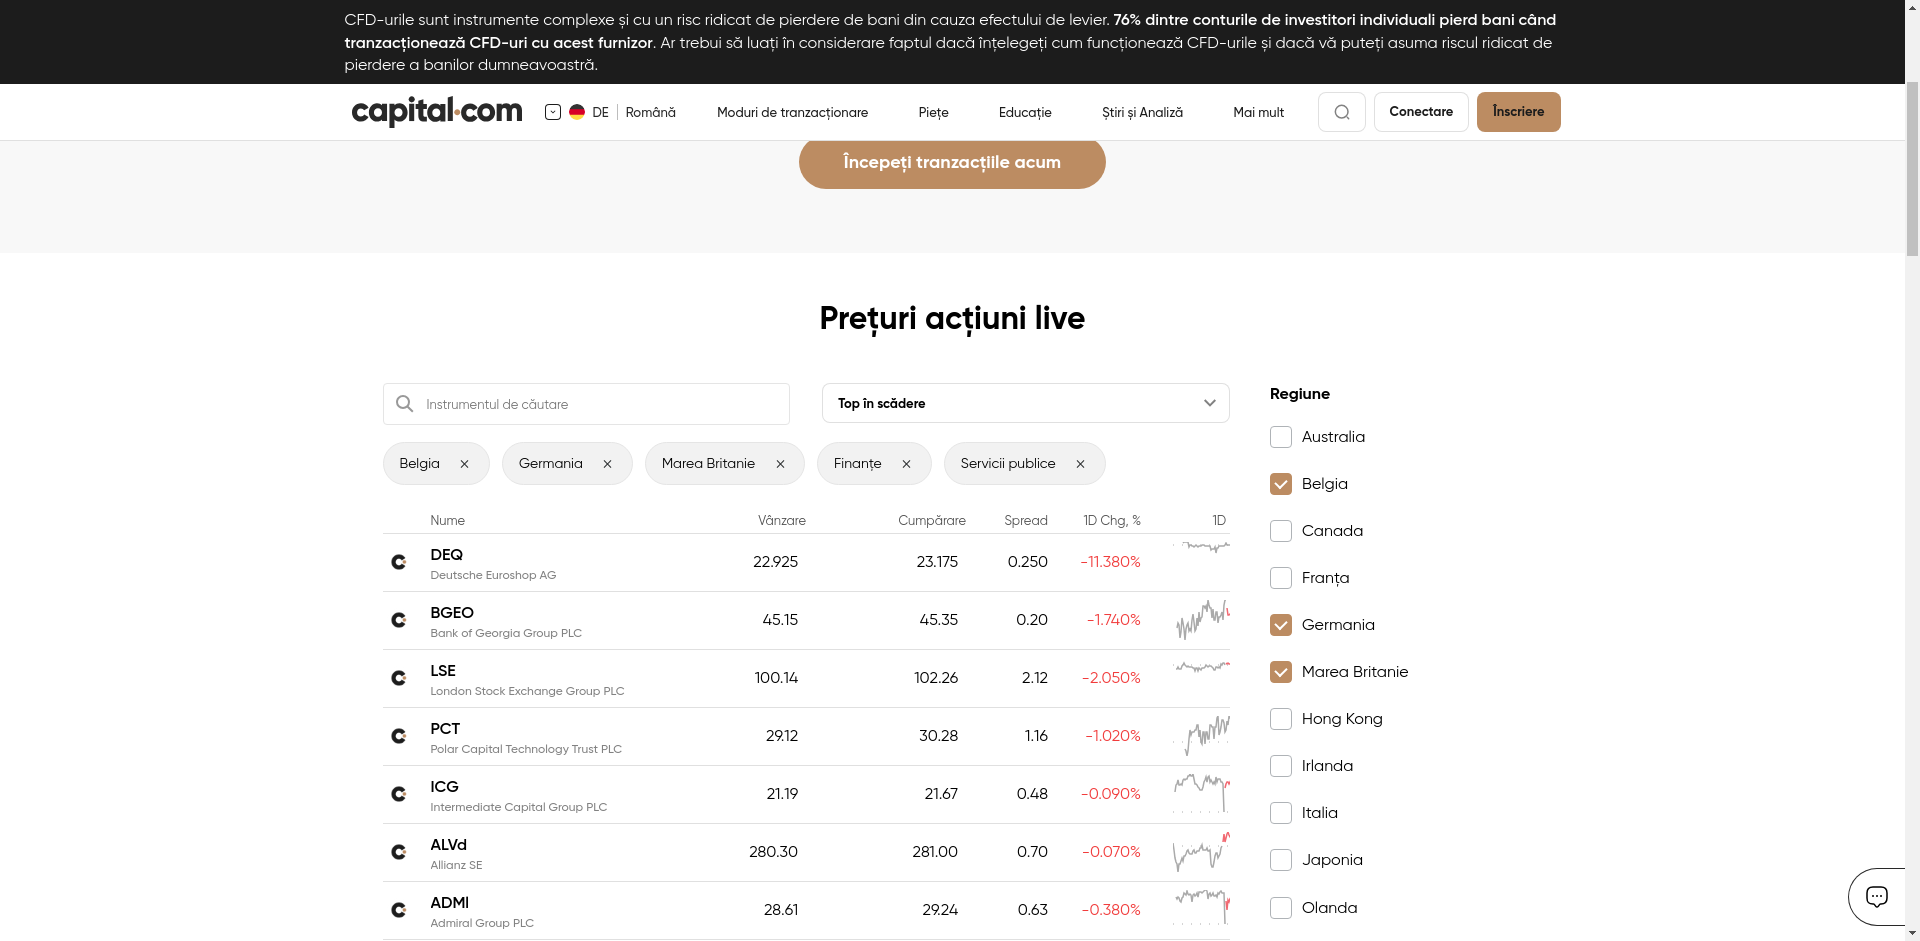 CFD-urile sunt instrumente complexe și cu un risc ridicat de pierdere de bani din cauza efectului de levier. 76% dintre conturile de investitori individuali pierd bani când
tranzacționează CFD-uri cu acest furnizor. Ar trebui să luați în considerare faptul dacă înțelegeți cum funcționează CFD-urile și dacă vă puteți asuma riscul ridicat de
pierdere a banilor dumneavoastră.
capital.com DE Română Moduri de tranzacționare Piețe Educație Știri și Analiză Mai mult Conectare Înscriere
Începeți tranzacțiile acum
Prețuri acțiuni live
Instrumentul de căutare
Top în scădere
Belgia Germania Marea Britanie Finanțe Servicii publice
Nume Vânzare Cumpărare Spread 1D Chg, % 1D
DEQ
Deutsche Euroshop AG
22.925 23.175 0.250 -11.380%
BGEO
Bank of Georgia Group PLC
45.15 45.35 0.20 -1.740%
LSE
London Stock Exchange Group PLC
100.14 102.26 2.12 -2.050%
PCT
Polar Capital Technology Trust PLC
29.12 30.28 1.16 -1.020%
ICG
Intermediate Capital Group PLC
21.19 21.67 0.48 -0.090%
ALVd
Allianz SE
280.30 281.00 0.70 -0.070%
ADMl
Admiral Group PLC
28.61 29.24 0.63 -0.380%
Regiune
Australia
Belgia
Canada
Franța
Germania
Marea Britanie
Hong Kong
Irlanda
Italia
Japonia
Olanda